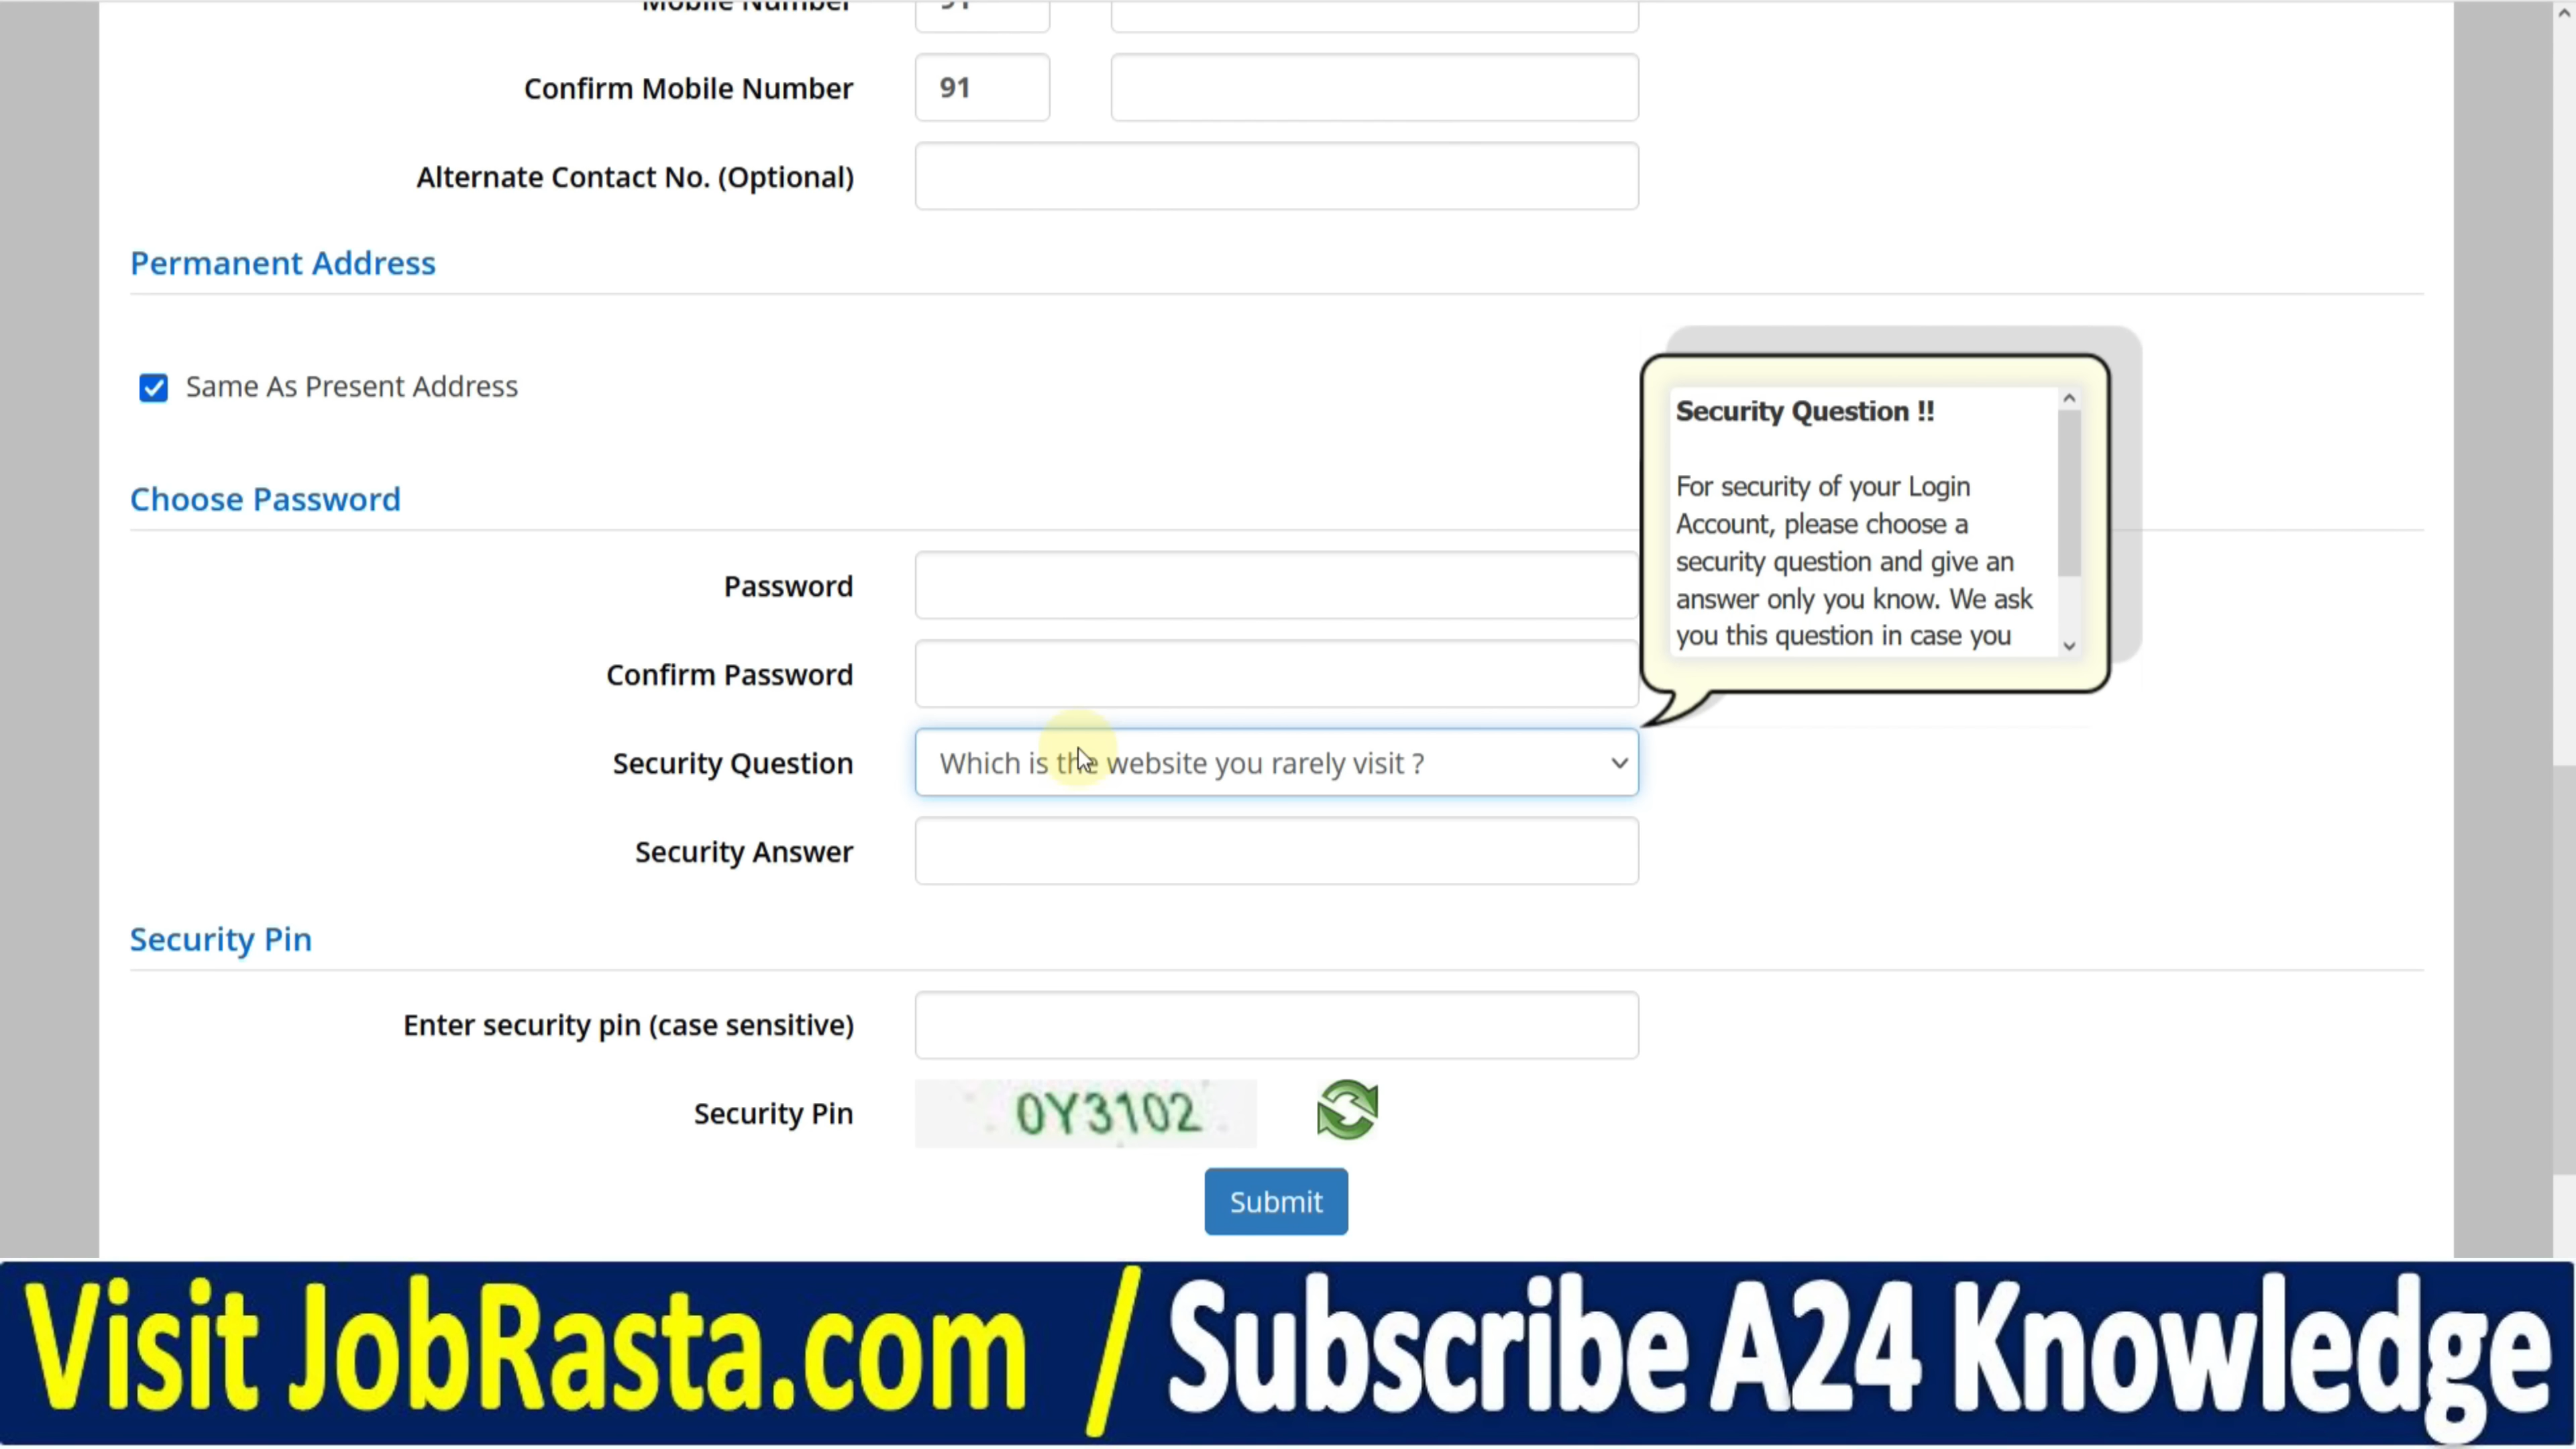 Mobile Number 91
Confirm Mobile Number 91
Alternate Contact No. (Optional)
Permanent Address
Same As Present Address
Security Question !!
For security of your Login
Account, please choose a
security question and give an
answer only you know. We ask
you this question in case you
Choose Password
Password
Confirm Password
Security Question Which is the website you rarely visit ?
Security Answer
Security Pin
Enter security pin (case sensitive)
Security Pin 0Y3102
Submit
Visit JobRasta.com / Subscribe A24 Knowledge